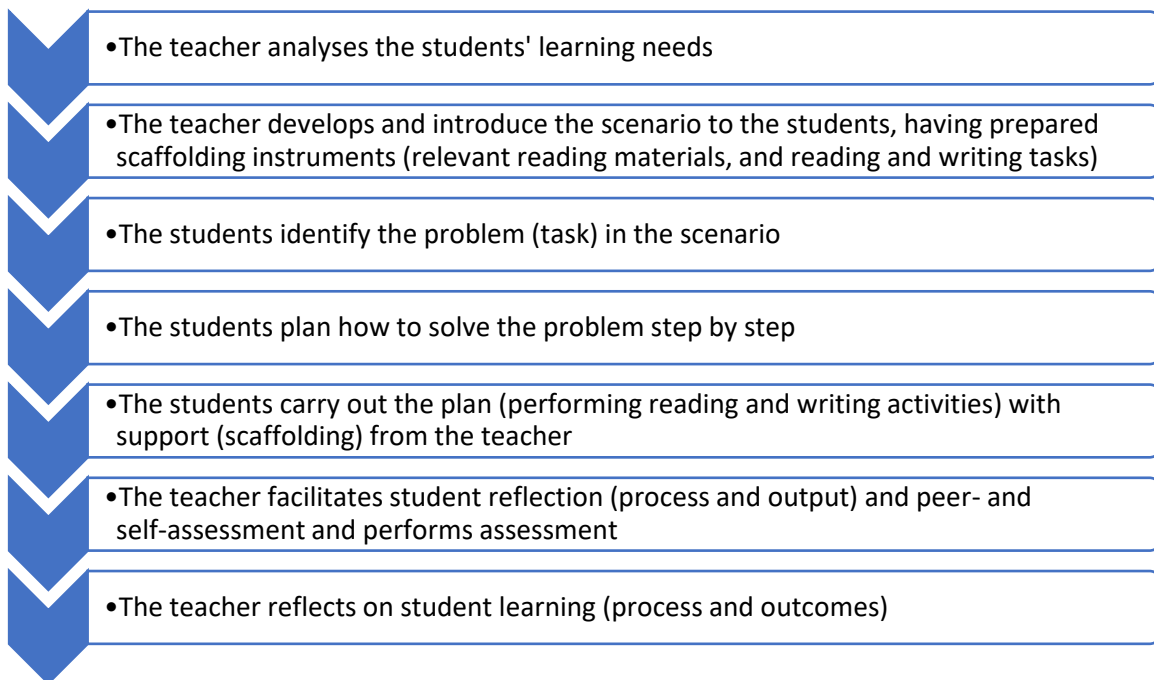 •The teacher analyses the students' learning needs
•The teacher develops and introduce the scenario to the students, having prepared
scaffolding instruments (relevant reading materials, and reading and writing tasks)
•The students identify the problem (task) in the scenario
•The students plan how to solve the problem step by step
•The students carry out the plan (performing reading and writing activities) with
support (scaffolding) from the teacher
•The teacher facilitates student reflection (process and output) and peer- and
self-assessment and performs assessment
•The teacher reflects on student learning (process and outcomes)